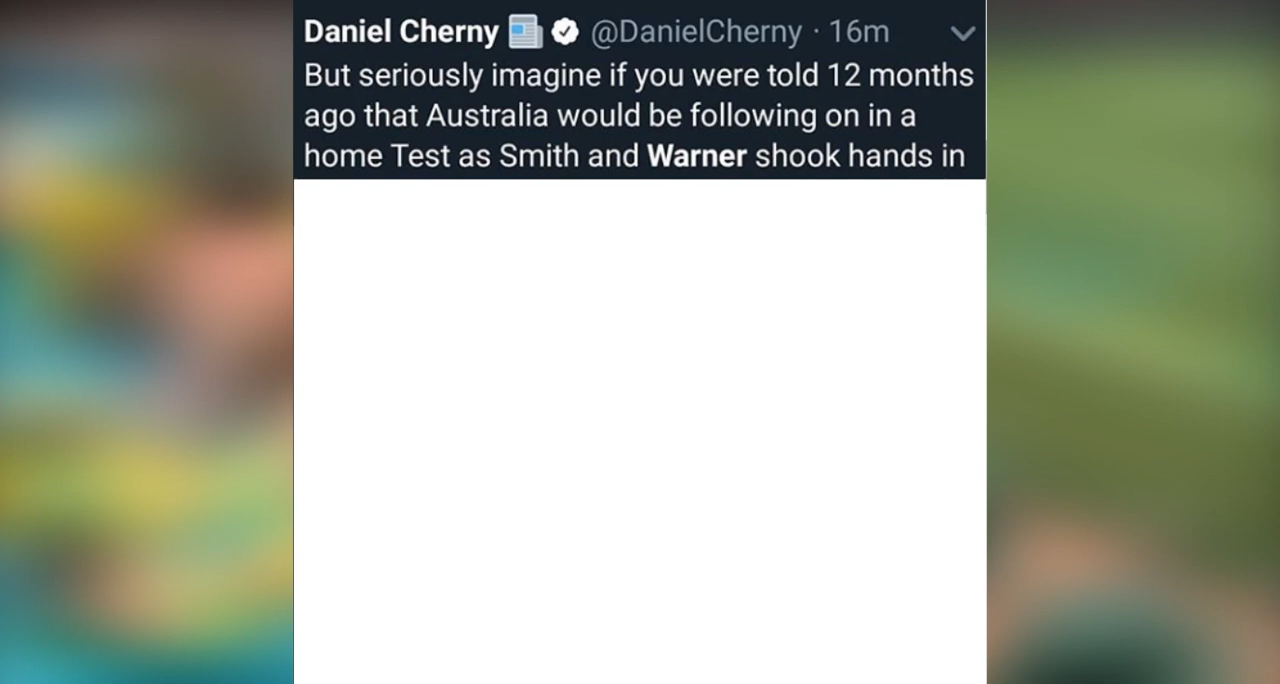 Daniel Cherny 📰 @DanielCherny · 16m
But seriously imagine if you were told 12 months
ago that Australia would be following on in a
home Test as Smith and Warner shook hands in